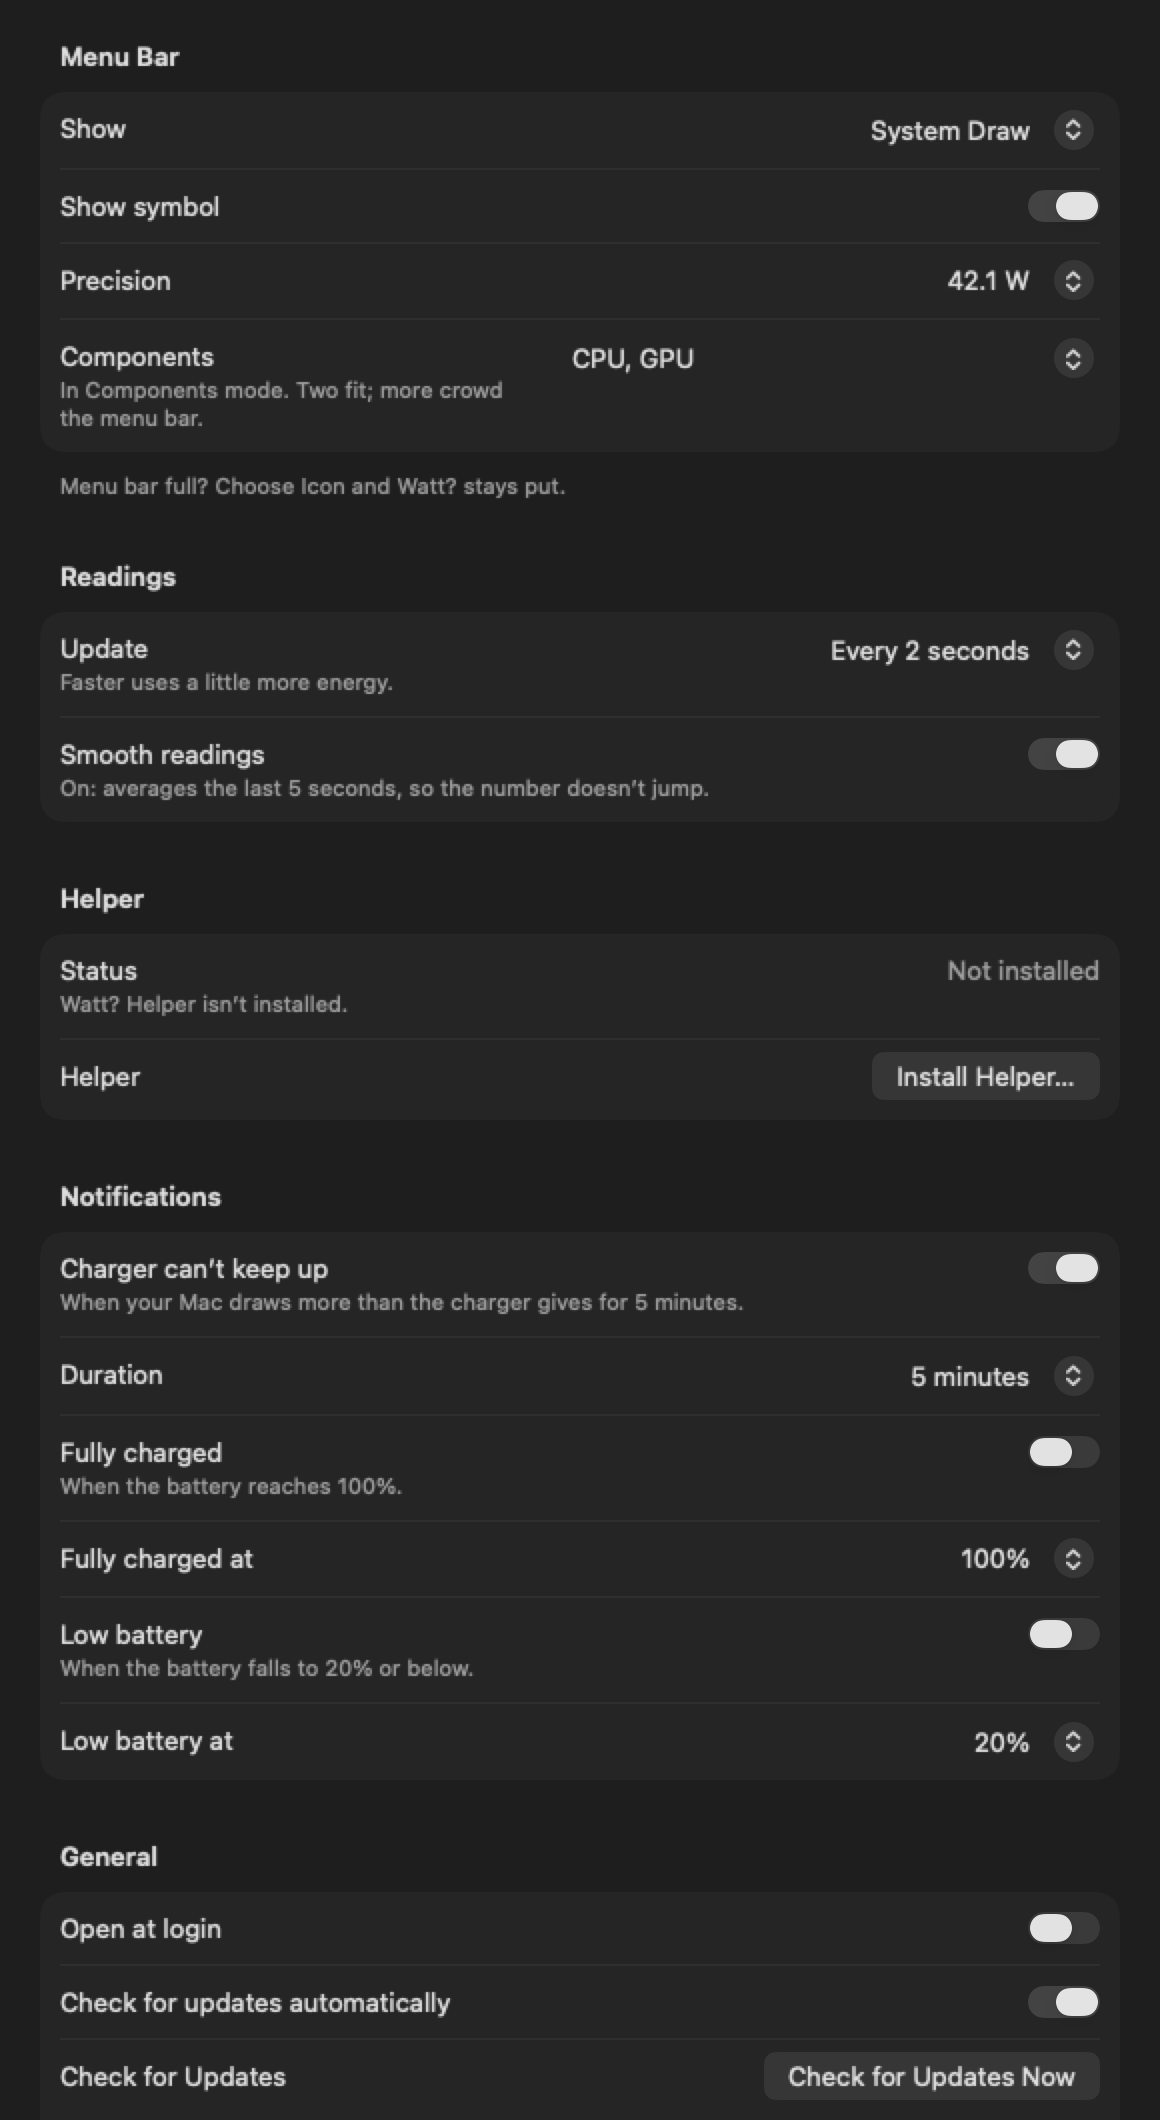 Menu Bar
Show
System Draw
Show symbol
Precision
42.1 W
Components
CPU, GPU
In Components mode. Two fit; more crowd
the menu bar.
Menu bar full? Choose Icon and Watt? stays put.
Readings
Update
Every 2 seconds
Faster uses a little more energy.
Smooth readings
On: averages the last 5 seconds, so the number doesn’t jump.
Helper
Status
Not installed
Watt? Helper isn’t installed.
Helper
Install Helper...
Notifications
Charger can’t keep up
When your Mac draws more than the charger gives for 5 minutes.
Duration
5 minutes
Fully charged
When the battery reaches 100%.
Fully charged at
100%
Low battery
When the battery falls to 20% or below.
Low battery at
20%
General
Open at login
Check for updates automatically
Check for Updates
Check for Updates Now